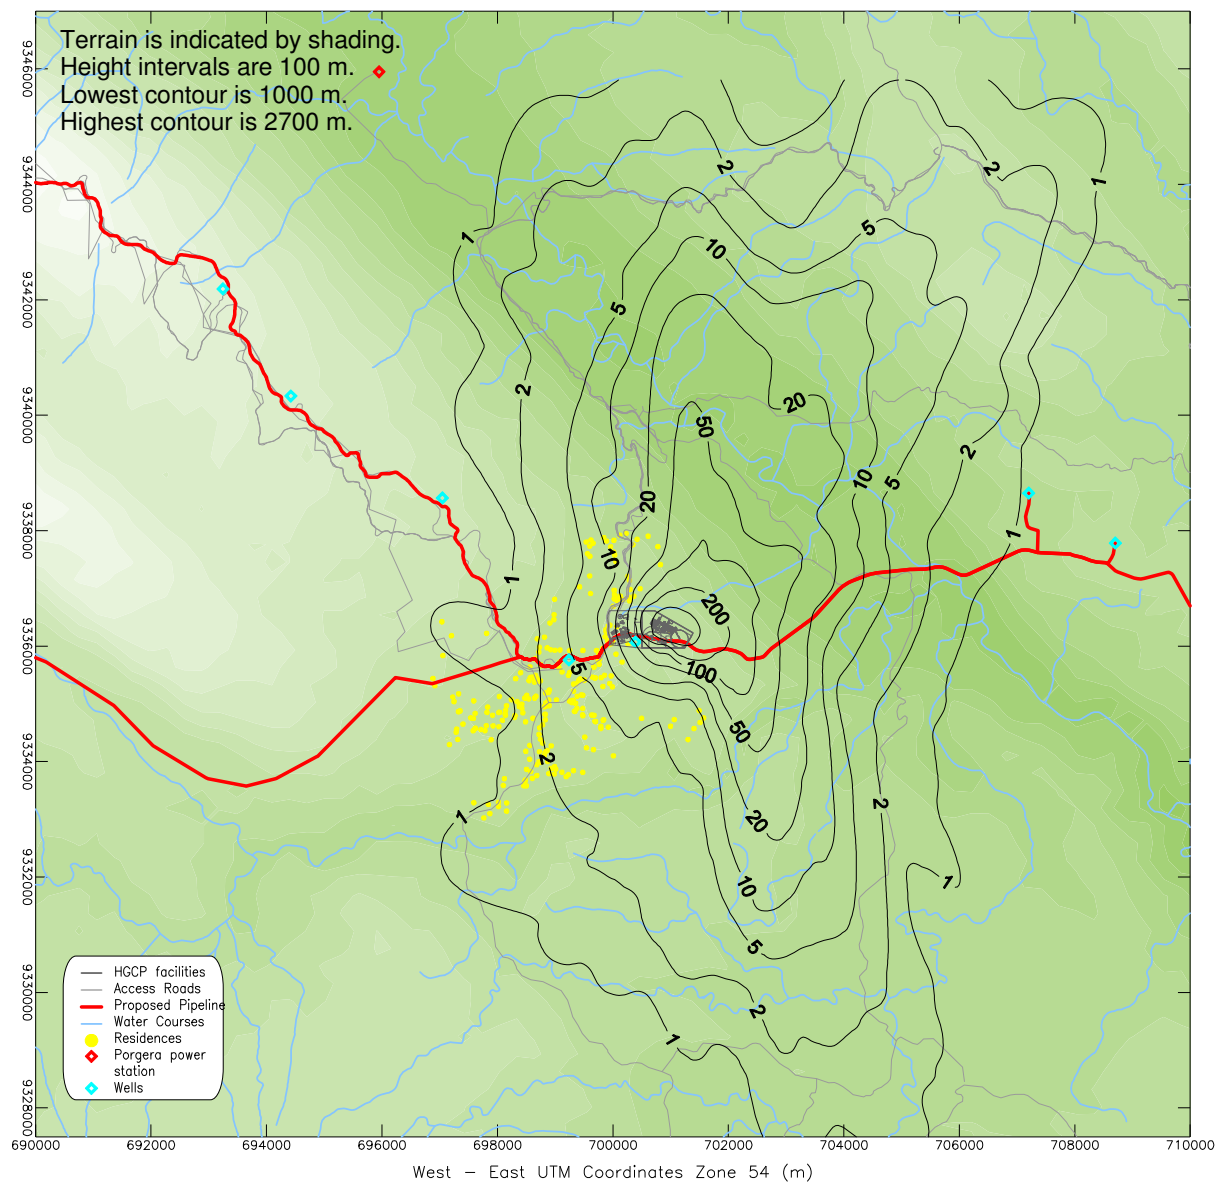 Terrain is indicated by shading.
Height intervals are 100 m.
Lowest contour is 1000 m.
Highest contour is 2700 m.
9346000
9344000
9342000
9340000
9338000
9336000
9334000
9332000
9330000
9328000
2
2
1
5
1
10
5
2
20
50
2
10
5
20
10
1
1
200
5
100
50
2
1
20
2
10
1
5
2
1
HGCP facilities
Access Roads
Proposed Pipeline
Water Courses
Residences
Porgera power
station
Wells
690000 692000 694000 696000 698000 700000 702000 704000 706000 708000 710000
West – East UTM Coordinates Zone 54 (m)